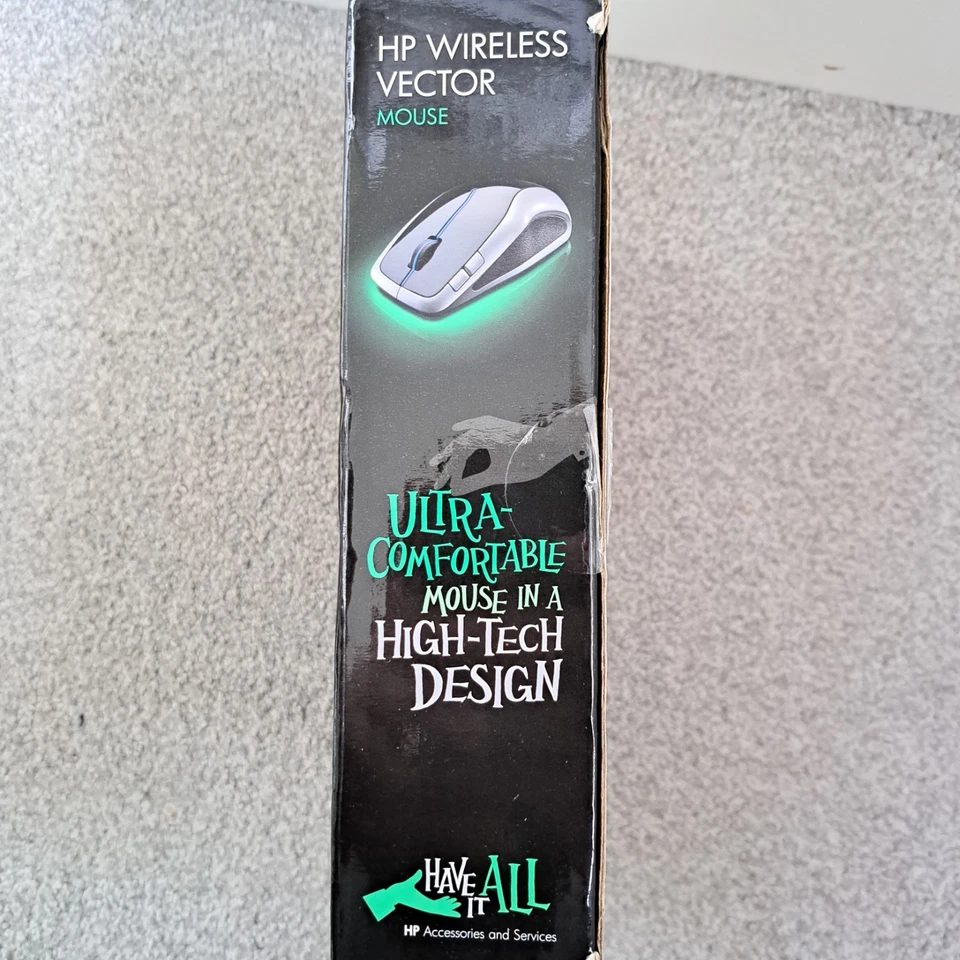 HP WIRELESS
VECTOR
MOUSE
ULTRA-
COMFORTABLE
MOUSE IN A
HIGH-TECH
DESIGN
HAVE IT ALL
HP Accessories and Services